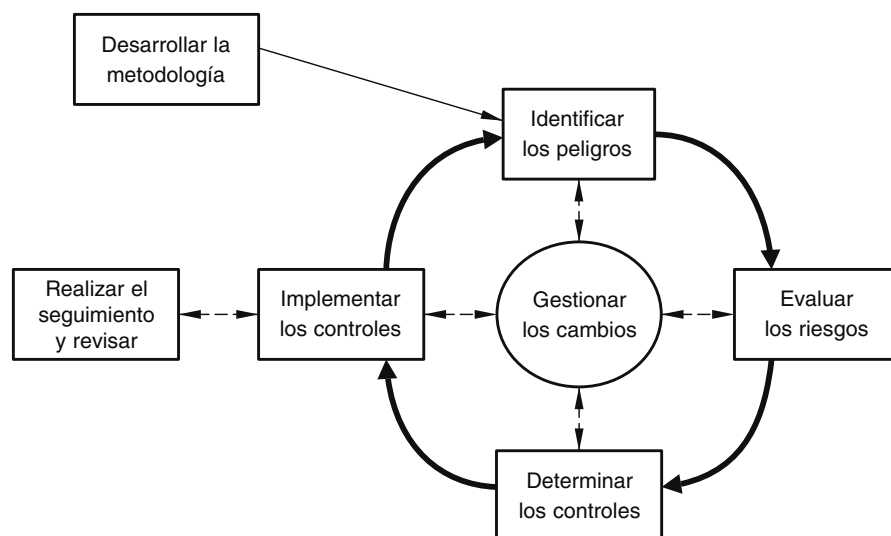 Desarrollar la
metodología
Identificar
los peligros
Realizar el
seguimiento
y revisar
Implementar
los controles
Gestionar
los cambios
Evaluar
los riesgos
Determinar
los controles